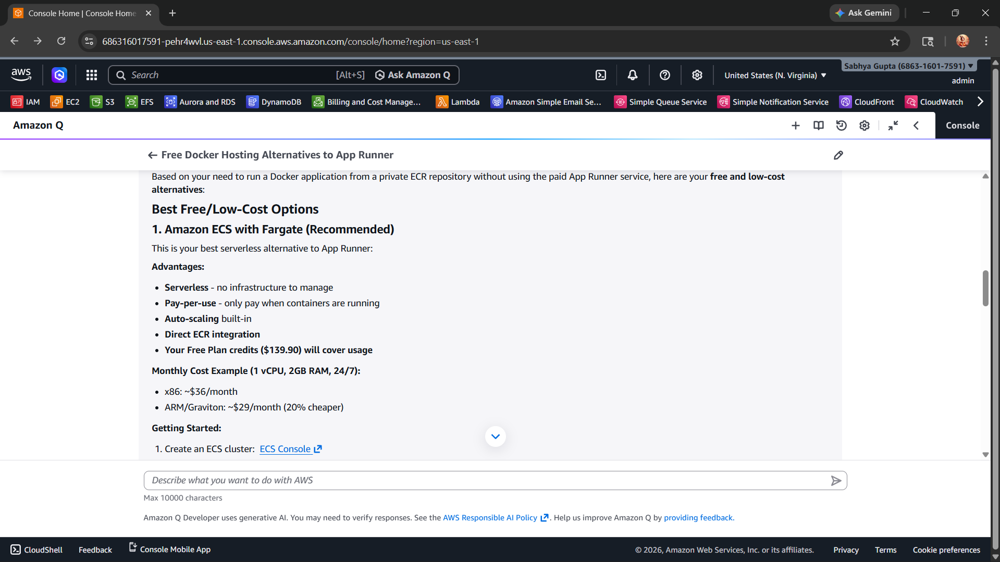 Console Home | Console Home
Ask Gemini
686316017591-pehr4wvl.us-east-1.console.aws.amazon.com/console/home?region=us-east-1
aws
Search
[Alt+S]
Ask Amazon Q
United States (N. Virginia) ▼
Sabhya Gupta (6863-1601-7591) ▼
admin
IAM
EC2
S3
EFS
Aurora and RDS
DynamoDB
Billing and Cost Manage...
Lambda
Amazon Simple Email Se...
Simple Queue Service
Simple Notification Service
CloudFront
CloudWatch
Amazon Q
Console
Free Docker Hosting Alternatives to App Runner
Based on your need to run a Docker application from a private ECR repository without using the paid App Runner service, here are your free and low-cost
alternatives:
Best Free/Low-Cost Options
1. Amazon ECS with Fargate (Recommended)
This is your best serverless alternative to App Runner:
Advantages:
• Serverless - no infrastructure to manage
• Pay-per-use - only pay when containers are running
• Auto-scaling built-in
• Direct ECR integration
• Your Free Plan credits ($139.90) will cover usage
Monthly Cost Example (1 vCPU, 2GB RAM, 24/7):
• x86: ~$36/month
• ARM/Graviton: ~$29/month (20% cheaper)
Getting Started:
1. Create an ECS cluster: ECS Console
Describe what you want to do with AWS
Max 10000 characters
Amazon Q Developer uses generative AI. You may need to verify responses. See the AWS Responsible AI Policy. Help us improve Amazon Q by providing feedback.
CloudShell
Feedback
Console Mobile App
© 2026, Amazon Web Services, Inc. or its affiliates.
Privacy
Terms
Cookie preferences